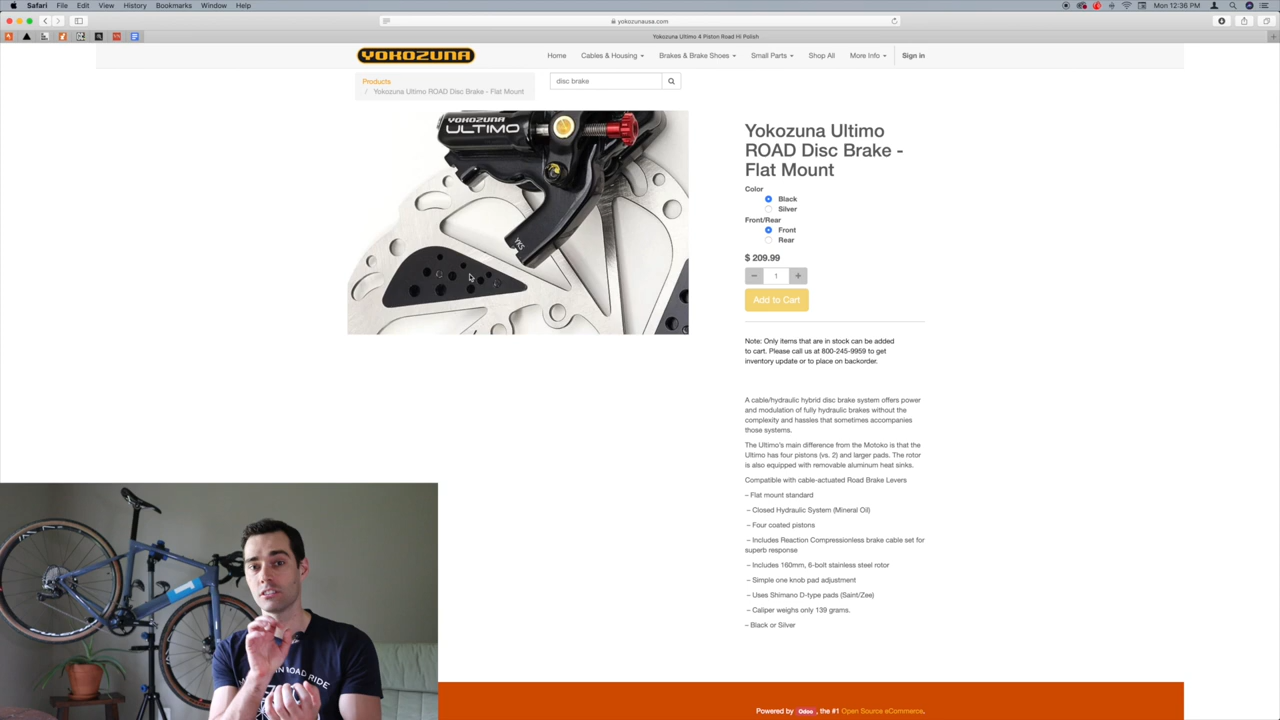 Safari File Edit View History Bookmarks Window Help
Mon 12:36 PM
yokozunausa.com
Yokozuna Ultimo 4 Piston Road Hi Polish
YOKOZUNA
Home Cables & Housing Brakes & Brake Shoes Small Parts Shop All More Info Sign in
Products
/ Yokozuna Ultimo ROAD Disc Brake - Flat Mount
disc brake
YOKOZUNA
ULTIMO
YKS
Yokozuna Ultimo
ROAD Disc Brake -
Flat Mount
Color
Black
Silver
Front/Rear
Front
Rear
$ 209.99
− 1 +
Add to Cart
Note: Only items that are in stock can be added
to cart. Please call us at 800-245-9959 to get
inventory update or to place on backorder.
A cable/hydraulic hybrid disc brake system offers power
and modulation of fully hydraulic brakes without the
complexity and hassles that sometimes accompanies
those systems.
The Ultimo's main difference from the Motoko is that the
Ultimo has four pistons (vs. 2) and larger pads. The rotor
is also equipped with removable aluminum heat sinks.
Compatible with cable-actuated Road Brake Levers
– Flat mount standard
– Closed Hydraulic System (Mineral Oil)
– Four coated pistons
– Includes Reaction Compressionless brake cable set for
superb response
– Includes 160mm, 6-bolt stainless steel rotor
– Simple one knob pad adjustment
– Uses Shimano D-type pads (Saint/Zee)
– Caliper weighs only 139 grams.
– Black or Silver
ROAD RIDE
Powered by Odoo, the #1 Open Source eCommerce.